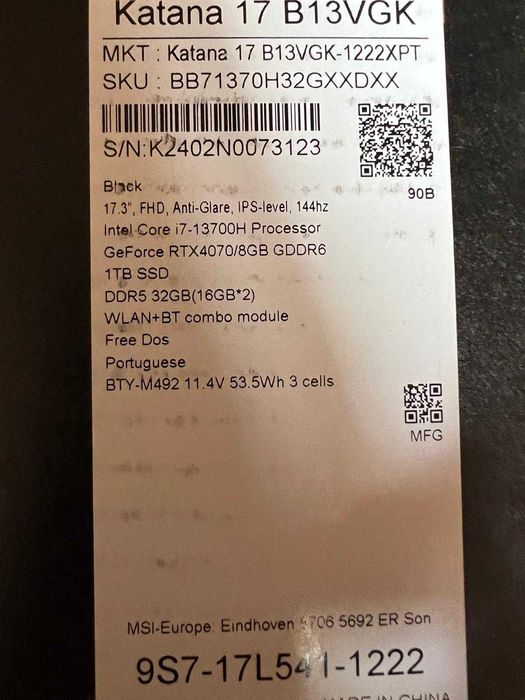 Katana 17 B13VGK
MKT : Katana 17 B13VGK-1222XPT
SKU : BB71370H32GXXDXX
S/N:K2402N0073123
90B
Black
17.3", FHD, Anti-Glare, IPS-level, 144hz
Intel Core i7-13700H Processor
GeForce RTX4070/8GB GDDR6
1TB SSD
DDR5 32GB(16GB*2)
WLAN+BT combo module
Free Dos
Portuguese
BTY-M492 11.4V 53.5Wh 3 cells
MFG
MSI-Europe: Eindhoven 5706 5692 ER Son
9S7-17L541-1222
MADE IN CHINA